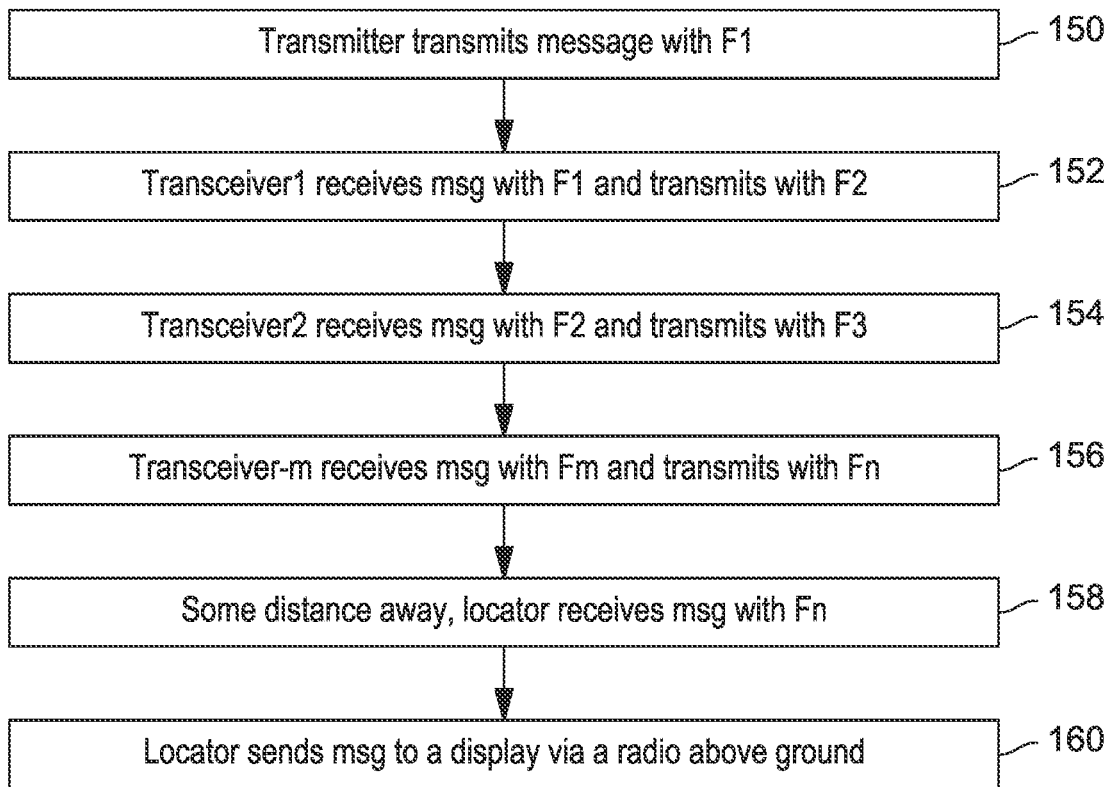 Transmitter transmits message with F1
150
Transceiver1 receives msg with F1 and transmits with F2
152
Transceiver2 receives msg with F2 and transmits with F3
154
Transceiver-m receives msg with Fm and transmits with Fn
156
Some distance away, locator receives msg with Fn
158
Locator sends msg to a display via a radio above ground
160